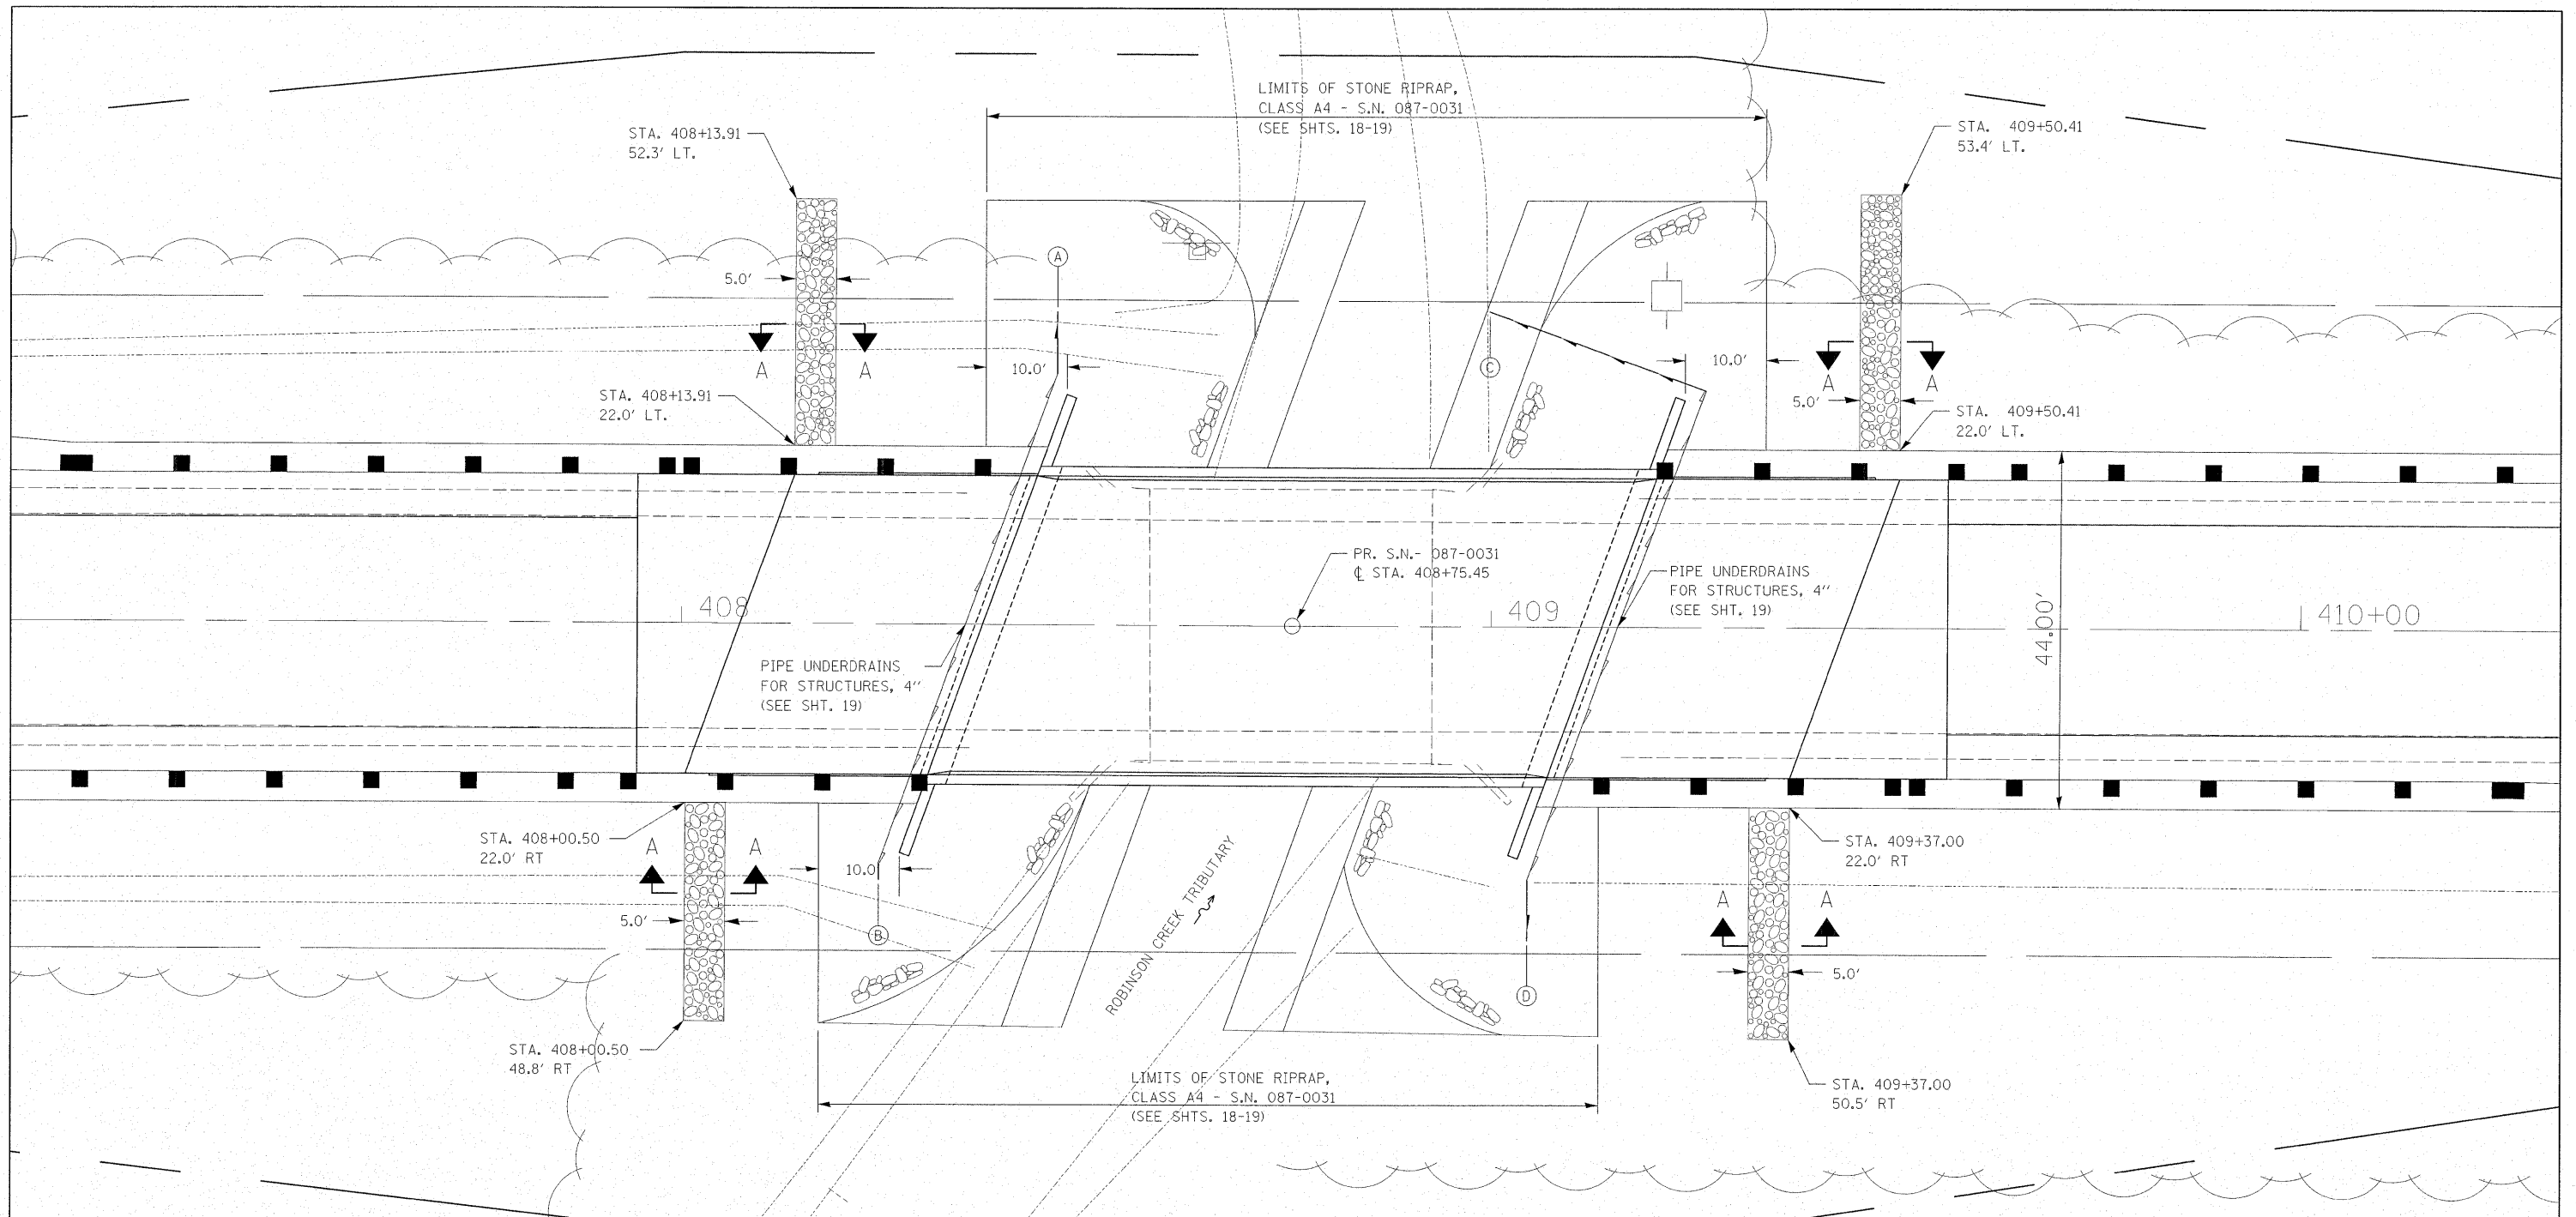 LIMITS OF STONE RIPRAP,
CLASS A4 - S.N. 087-0031
(SEE SHTS. 18-19)
STA. 408+13.91
52.3' LT.
STA. 409+50.41
53.4' LT.
A
5.0'
A
A
10.0'
C
10.0'
A
A
5.0'
STA. 408+13.91
22.0' LT.
STA. 409+50.41
22.0' LT.
PR. S.N.- 087-0031
℄ STA. 408+75.45
PIPE UNDERDRAINS
FOR STRUCTURES, 4"
(SEE SHT. 19)
408
409
410+00
44.00'
PIPE UNDERDRAINS
FOR STRUCTURES, 4"
(SEE SHT. 19)
STA. 408+00.50
22.0' RT
A
A
10.0'
5.0'
B
ROBINSON CREEK TRIBUTARY
STA. 409+37.00
22.0' RT
A
A
5.0'
D
STA. 408+00.50
48.8' RT
LIMITS OF STONE RIPRAP,
CLASS A4 - S.N. 087-0031
(SEE SHTS. 18-19)
STA. 409+37.00
50.5' RT